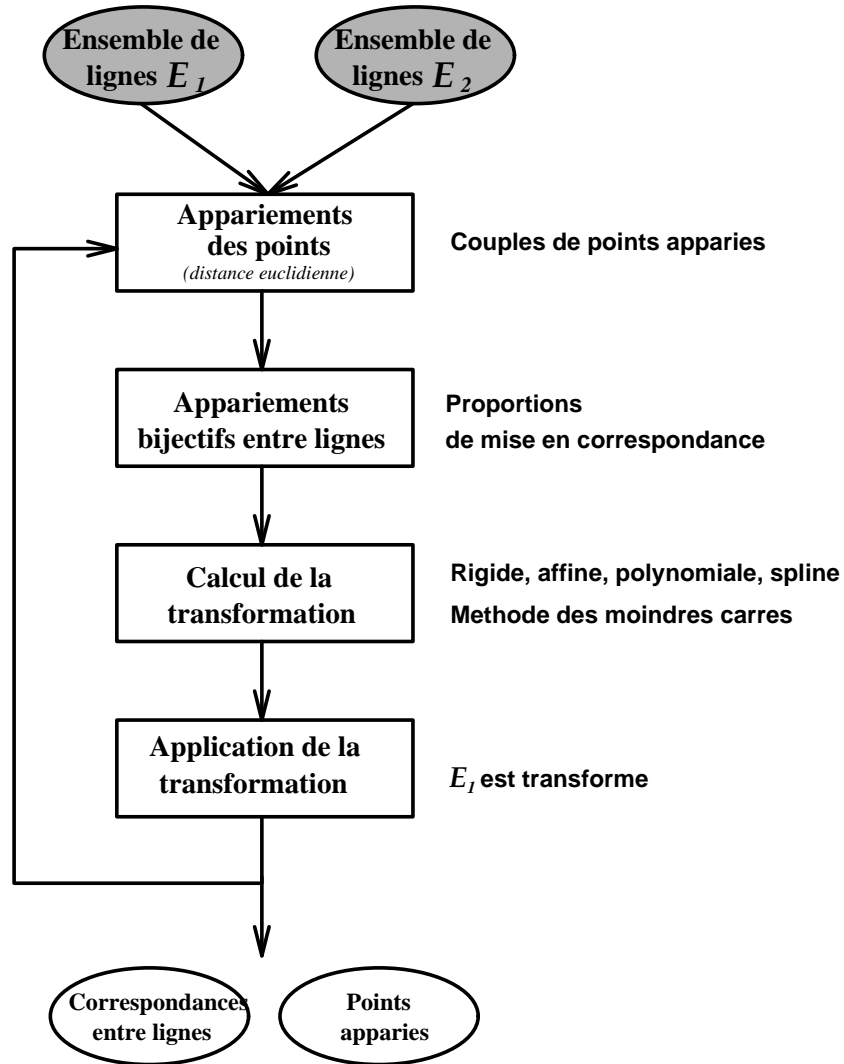 Ensemble de
lignes E 1
Ensemble de
lignes E 2
Appariements
des points
(distance euclidienne)
Couples de points apparies
Appariements
bijectifs entre lignes
Proportions
de mise en correspondance
Calcul de la
transformation
Rigide, affine, polynomiale, spline
Methode des moindres carres
Application de la
transformation
E1 est transforme
Correspondances
entre lignes
Points
apparies